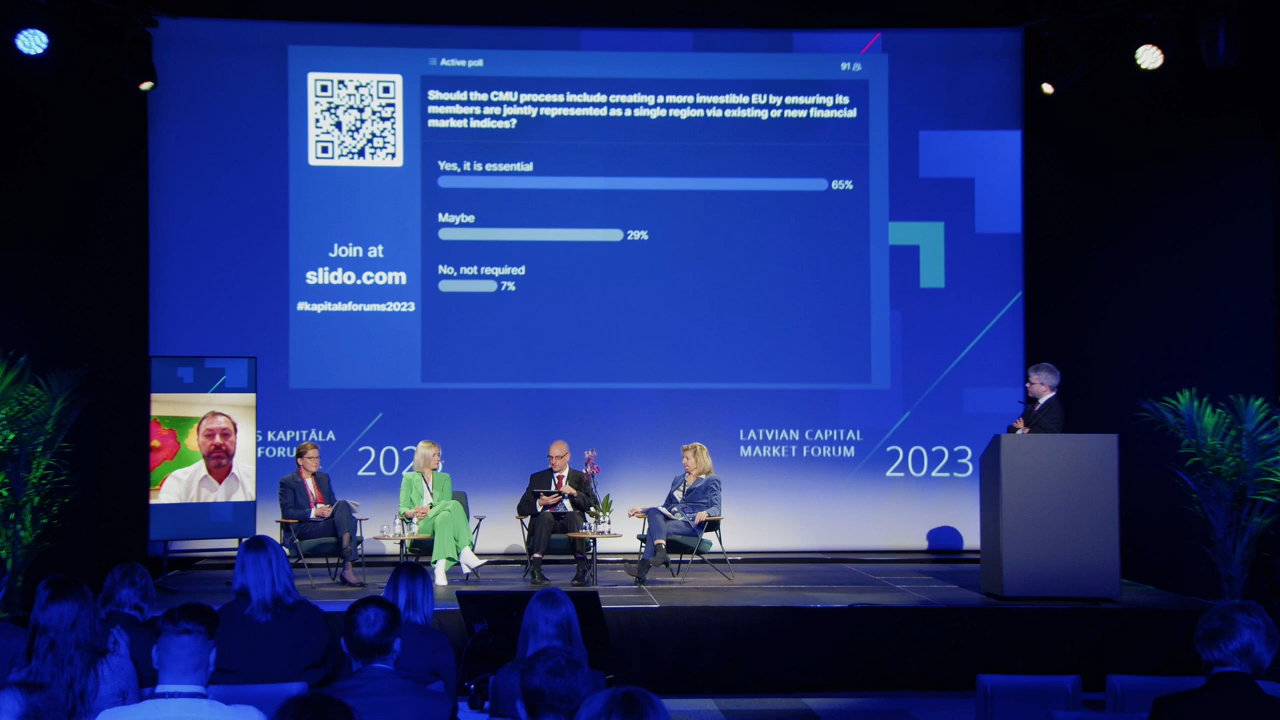 Active poll
91
Should the CMU process include creating a more investible EU by ensuring its
members are jointly represented as a single region via existing or new financial
market indices?
Yes, it is essential
65%
Maybe
29%
No, not required
7%
Join at
slido.com
#kapitalaforums2023
S KAPITĀLA
FORU
202
LATVIAN CAPITAL
MARKET FORUM
2023